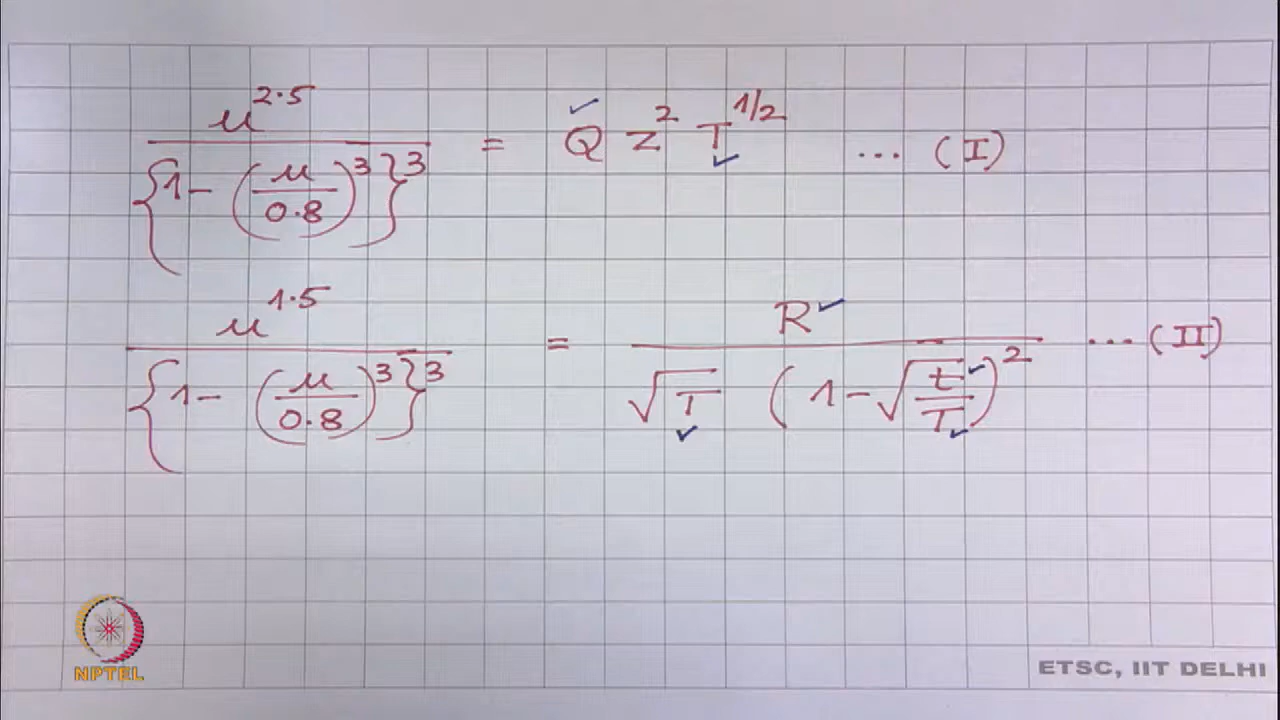 u^2.5 / {1 - (u/0.8)^3}^3 = Q z^2 T^1/2 ... (I)
u^1.5 / {1 - (u/0.8)^3}^3 = R / √T (1 - √t/T)^2 ... (II)
NPTEL
ETSC, IIT DELHI